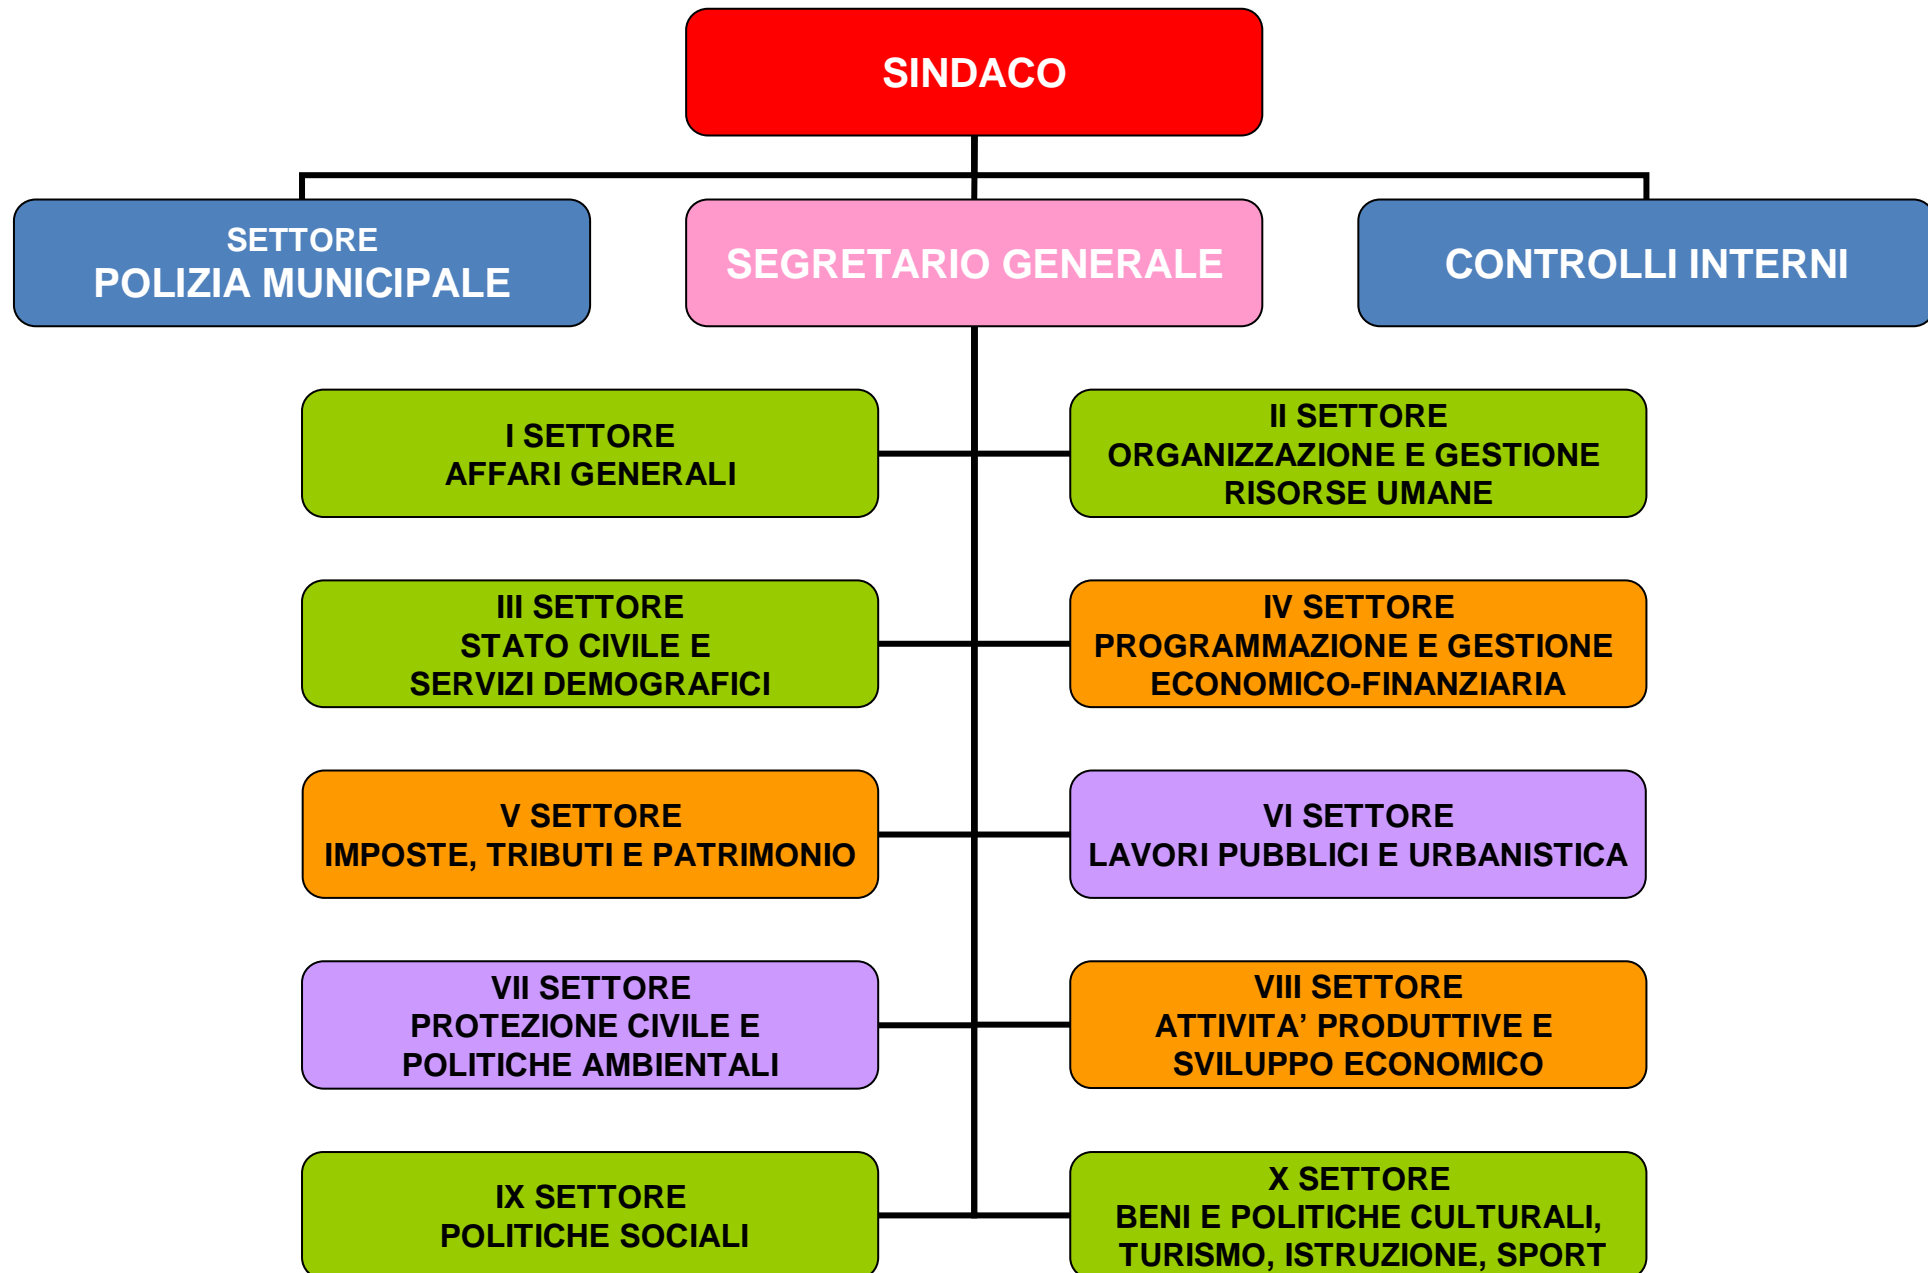 SINDACO
SETTORE
POLIZIA MUNICIPALE
SEGRETARIO GENERALE
CONTROLLI INTERNI
I SETTORE
AFFARI GENERALI
II SETTORE
ORGANIZZAZIONE E GESTIONE
RISORSE UMANE
III SETTORE
STATO CIVILE E
SERVIZI DEMOGRAFICI
IV SETTORE
PROGRAMMAZIONE E GESTIONE
ECONOMICO-FINANZIARIA
V SETTORE
IMPOSTE, TRIBUTI E PATRIMONIO
VI SETTORE
LAVORI PUBBLICI E URBANISTICA
VII SETTORE
PROTEZIONE CIVILE E
POLITICHE AMBIENTALI
VIII SETTORE
ATTIVITA’ PRODUTTIVE E
SVILUPPO ECONOMICO
IX SETTORE
POLITICHE SOCIALI
X SETTORE
BENI E POLITICHE CULTURALI,
TURISMO, ISTRUZIONE, SPORT